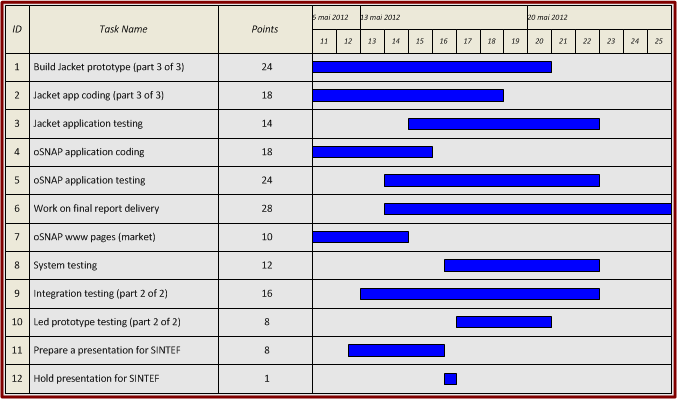 ID Task Name Points 6 mai 2012 13 mai 2012 20 mai 2012
11 12 13 14 15 16 17 18 19 20 21 22 23 24 25
1 Build Jacket prototype (part 3 of 3) 24
2 Jacket app coding (part 3 of 3) 18
3 Jacket application testing 14
4 oSNAP application coding 18
5 oSNAP application testing 24
6 Work on final report delivery 28
7 oSNAP www pages (market) 10
8 System testing 12
9 Integration testing (part 2 of 2) 16
10 Led prototype testing (part 2 of 2) 8
11 Prepare a presentation for SINTEF 8
12 Hold presentation for SINTEF 1